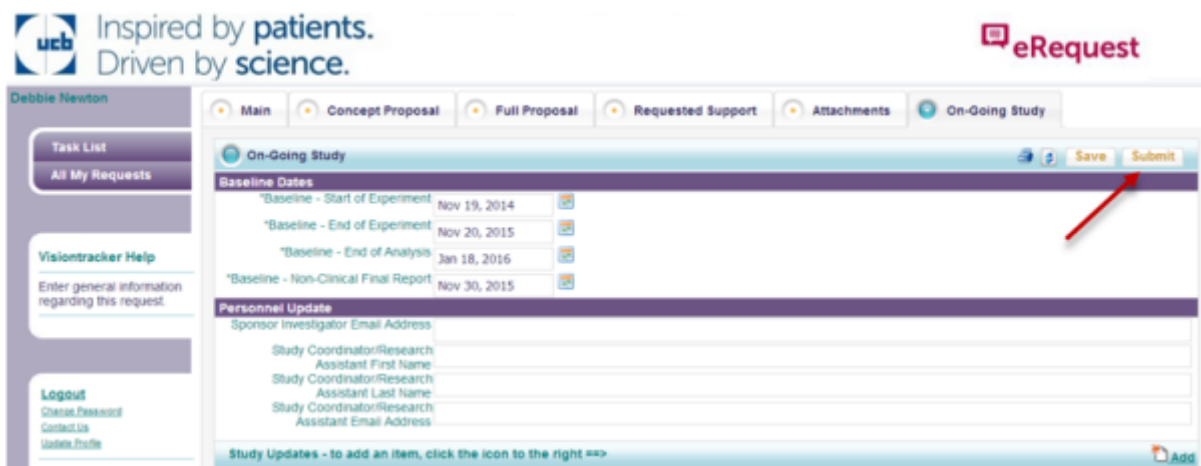 ucb
Inspired by patients.
Driven by science.
eRequest
Debbie Newton
Task List
All My Requests
Visiontracker Help
Enter general information
regarding this request.
Logout
Change Password
Contact Us
Update Profile
Main
Concept Proposal
Full Proposal
Requested Support
Attachments
On-Going Study
On-Going Study
Save
Submit
Baseline Dates
*Baseline - Start of Experiment
Nov 19, 2014
*Baseline - End of Experiment
Nov 20, 2015
*Baseline - End of Analysis
Jan 18, 2016
*Baseline - Non-Clinical Final Report
Nov 30, 2015
Personnel Update
Sponsor Investigator Email Address
Study Coordinator/Research
Assistant First Name
Study Coordinator/Research
Assistant Last Name
Study Coordinator/Research
Assistant Email Address
Study Updates - to add an item, click the icon to the right ==>
Add